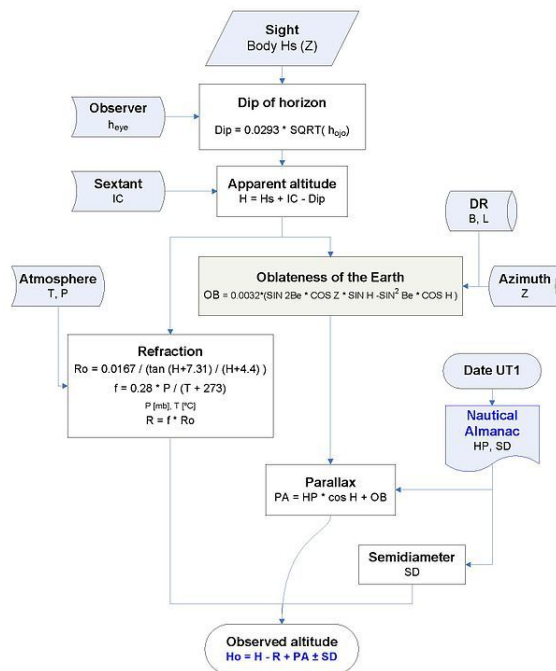 Sight
Body Hs (Z)
Dip of horizon
Dip = 0.0293 * SQRT( hojo)
Observer
heye
Apparent altitude
H = Hs + IC - Dip
Sextant
IC
DR
B, L
Atmosphere
T, P
Oblateness of the Earth
OB = 0.0032*(SIN 2Be * COS Z * SIN H -SIN² Be * COS H )
Azimuth
Z
Refraction
Ro = 0.0167 / (tan (H+7.31) / (H+4.4) )
f = 0.28 * P / (T + 273)
P [mb], T [ºC]
R = f * Ro
Date UT1
Nautical
Almanac
HP, SD
Parallax
PA = HP * cos H + OB
Semidiameter
SD
Observed altitude
Ho = H - R + PA ± SD